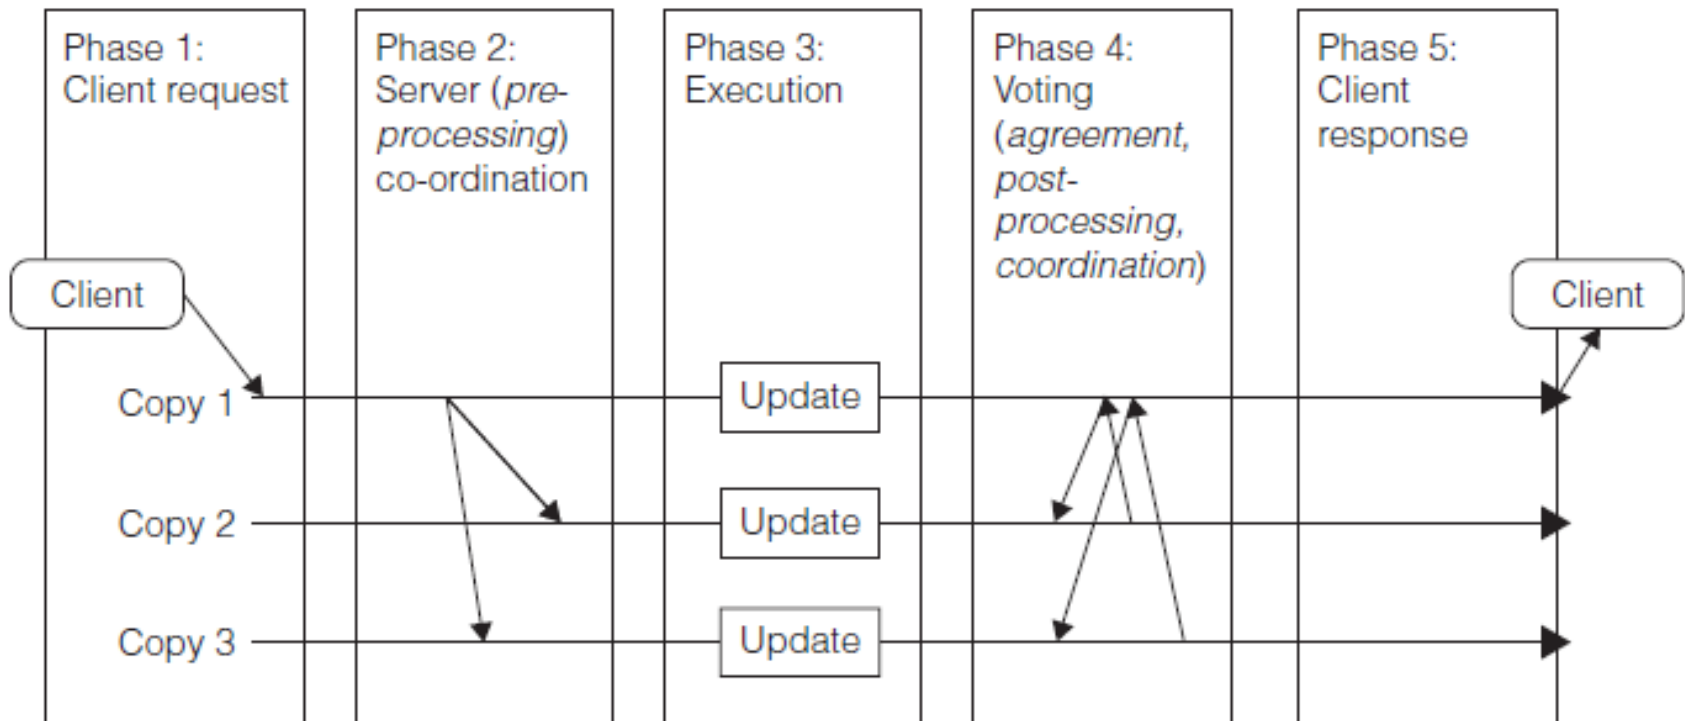 Phase 1:
Client request
Phase 2:
Server (pre-
processing)
co-ordination
Phase 3:
Execution
Phase 4:
Voting
(agreement,
post-
processing,
coordination)
Phase 5:
Client
response
Client
Client
Copy 1
Update
Copy 2
Update
Copy 3
Update